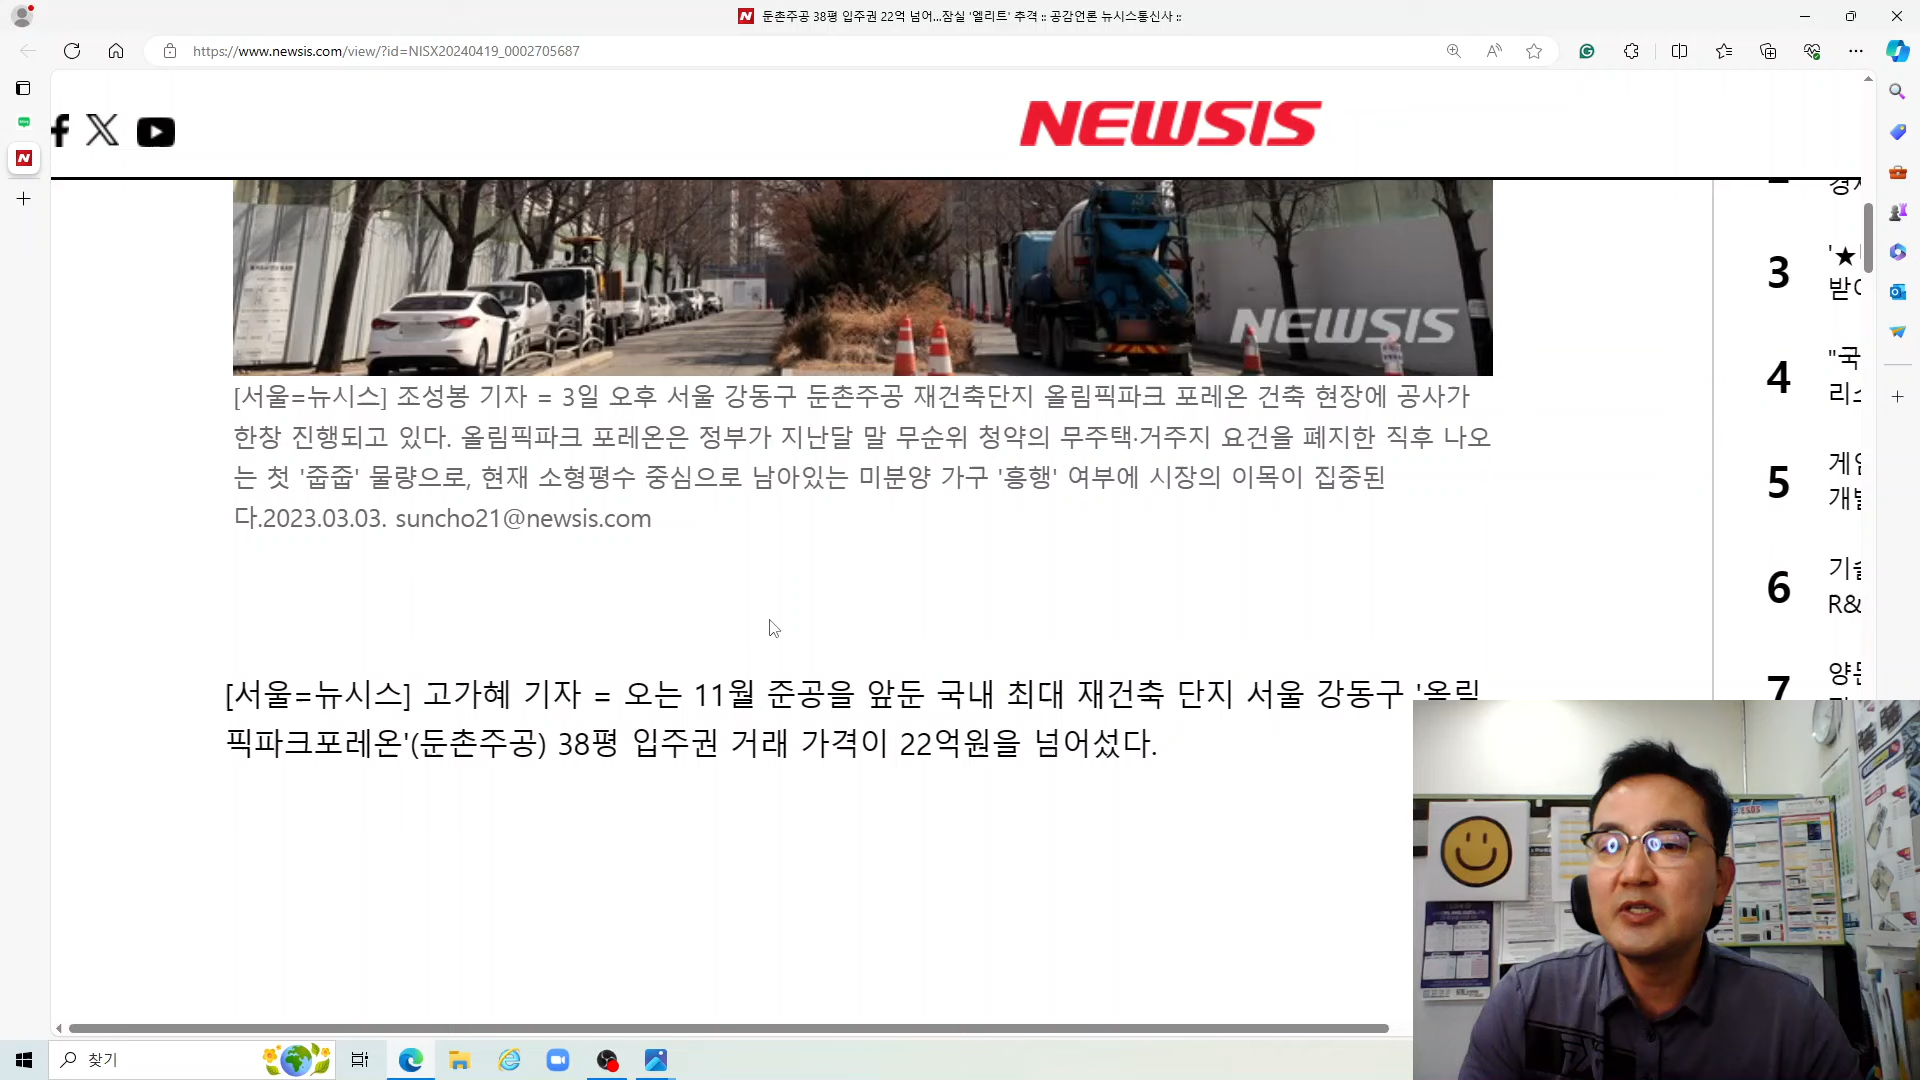 둔촌주공 38평 입주권 22억 넘어...잠실 '엘리트' 추격 :: 공감언론 뉴시스통신사 ::
https://www.newsis.com/view/?id=NISX20240419_0002705687
NEWSIS
NEWSIS
[서울=뉴시스] 조성봉 기자 = 3일 오후 서울 강동구 둔촌주공 재건축단지 올림픽파크 포레온 건축 현장에 공사가
한창 진행되고 있다. 올림픽파크 포레온은 정부가 지난달 말 무순위 청약의 무주택·거주지 요건을 폐지한 직후 나오
는 첫 '줍줍' 물량으로, 현재 소형평수 중심으로 남아있는 미분양 가구 '흥행' 여부에 시장의 이목이 집중된
다.2023.03.03. suncho21@newsis.com
[서울=뉴시스] 고가혜 기자 = 오는 11월 준공을 앞둔 국내 최대 재건축 단지 서울 강동구 '올림
픽파크포레온'(둔촌주공) 38평 입주권 거래 가격이 22억원을 넘어섰다.
3
4
"국
5
6
R&
7
찾기